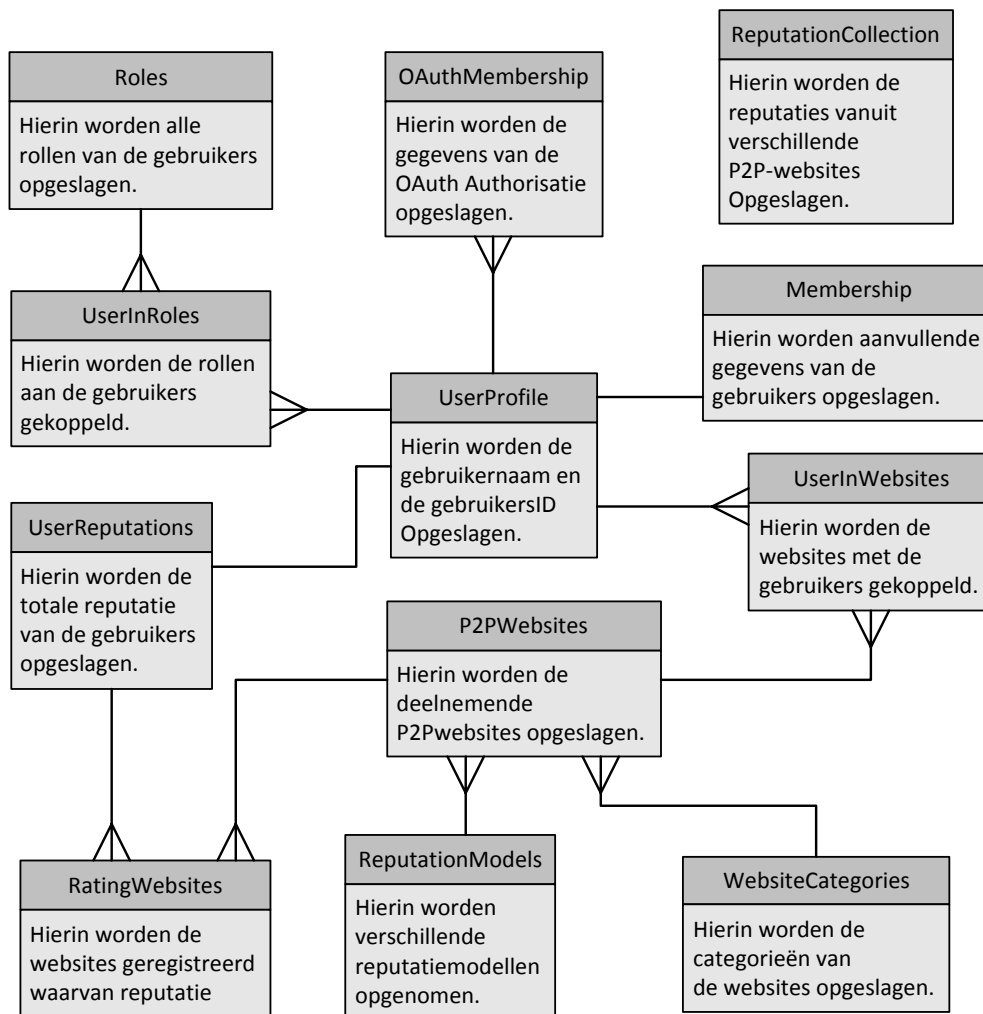 Roles
Hierin worden alle
rollen van de gebruikers
opgeslagen.
OAuthMembership
Hierin worden de
gegevens van de
OAuth Authorisatie
opgeslagen.
ReputationCollection
Hierin worden de
reputaties vanuit
verschillende
P2P-websites
Opgeslagen.
UserInRoles
Hierin worden de rollen
aan de gebruikers
gekoppeld.
Membership
Hierin worden aanvullende
gegevens van de
gebruikers opgeslagen.
UserProfile
Hierin worden de
gebruikernaam en
de gebruikersID
Opgeslagen.
UserInWebsites
Hierin worden de
websites met de
gebruikers gekoppeld.
UserReputations
Hierin worden de
totale reputatie
van de gebruikers
opgeslagen.
P2PWebsites
Hierin worden de
deelnemende
P2Pwebsites opgeslagen.
RatingWebsites
Hierin worden de
websites geregistreerd
waarvan reputatie
ReputationModels
Hierin worden
verschillende
reputatiemodellen
opgenomen.
WebsiteCategories
Hierin worden de
categorieën van
de websites opgeslagen.